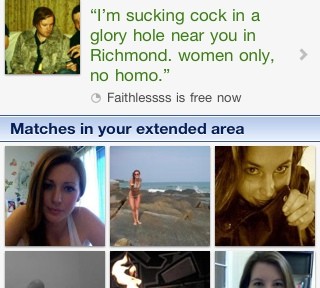 “I'm sucking cock in a
glory hole near you in
Richmond. women only,
no homo.”
Faithlessss is free now
Matches in your extended area